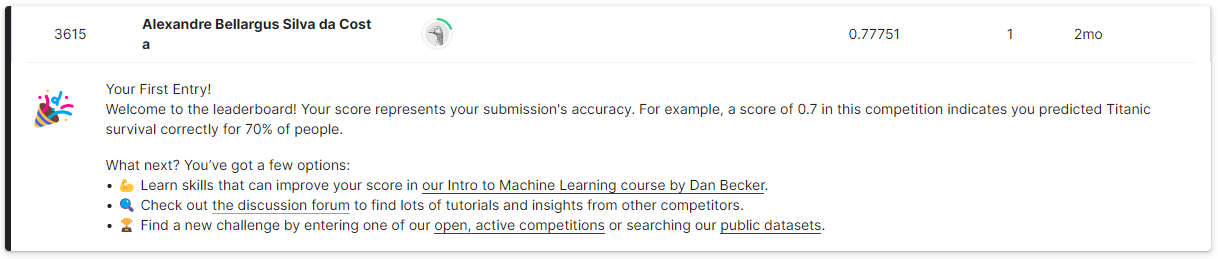 3615 Alexandre Bellargus Silva da Cost 0.77751 1 2mo
a
Your First Entry!
Welcome to the leaderboard! Your score represents your submission's accuracy. For example, a score of 0.7 in this competition indicates you predicted Titanic
survival correctly for 70% of people.
What next? You’ve got a few options:
• 💪 Learn skills that can improve your score in our Intro to Machine Learning course by Dan Becker.
• 🔍 Check out the discussion forum to find lots of tutorials and insights from other competitors.
• 🏆 Find a new challenge by entering one of our open, active competitions or searching our public datasets.